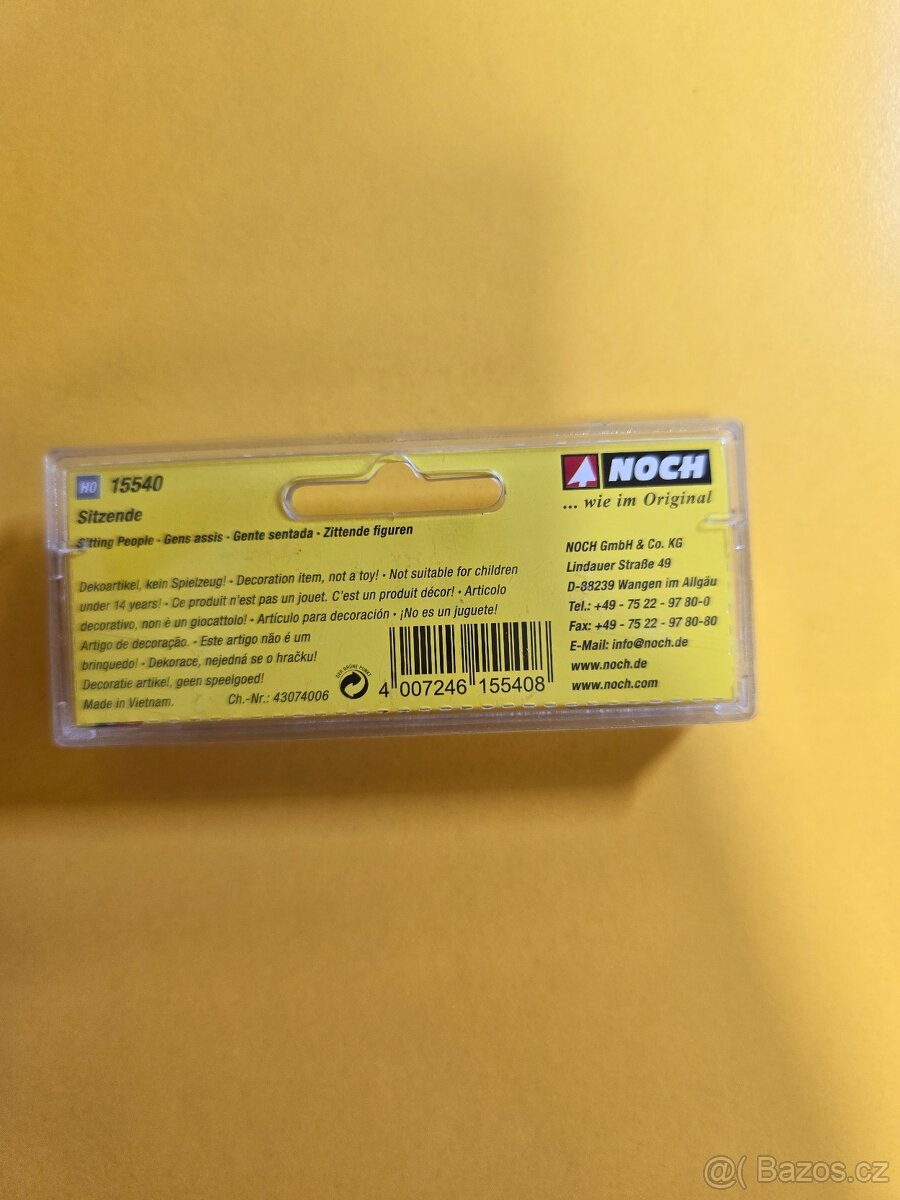 H0 15540
Sitzende
Sitting People · Gens assis · Gente sentada · Zittende figuren
Dekoartikel, kein Spielzeug! · Decoration item, not a toy! · Not suitable for children
under 14 years! · Ce produit n'est pas un jouet. C'est un produit décor! · Articolo
decorativo, non è un giocattolo! · Artículo para decoración · ¡No es un juguete!
Artigo de decoração. · Este artigo não é um
brinquedo! · Dekorace, nejedná se o hračku!
Decoratie artikel, geen speelgoed!
Made in Vietnam.
Ch.-Nr.: 43074006
DER GRÜNE PUNKT
4 007246 155408
NOCH
... wie im Original
NOCH GmbH & Co. KG
Lindauer Straße 49
D-88239 Wangen im Allgäu
Tel.: +49 - 75 22 - 97 80-0
Fax: +49 - 75 22 - 97 80-80
E-Mail: info@noch.de
www.noch.de
www.noch.com
@( Bazos.cz